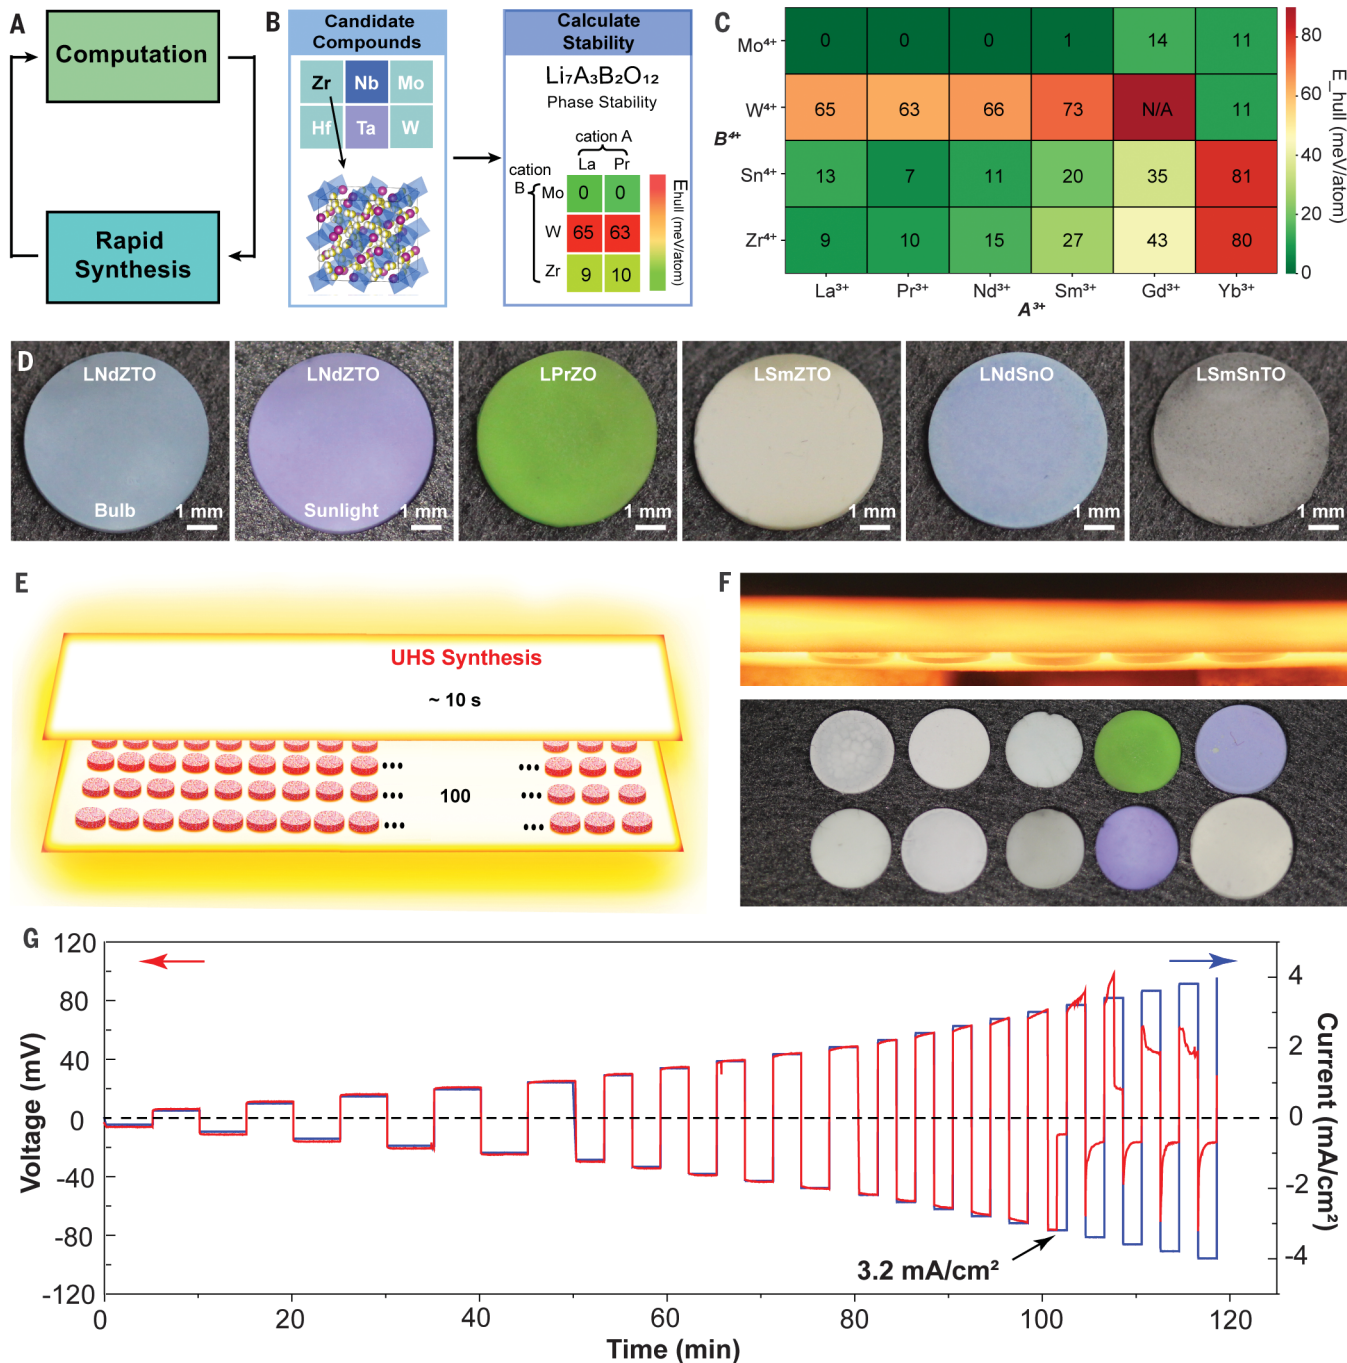 A
Computation
Rapid
Synthesis
B
Candidate
Compounds
Zr Nb Mo
Hf Ta W
Calculate
Stability
Li₇A₃B₂O₁₂
Phase Stability
cation A
La Pr
cation
B
Mo 0 0
W 65 63
Zr 9 10
Ehull (meV/atom)
C
B⁴⁺
Mo⁴⁺ 0 0 0 1 14 11
W⁴⁺ 65 63 66 73 N/A 11
Sn⁴⁺ 13 7 11 20 35 81
Zr⁴⁺ 9 10 15 27 43 80
La³⁺ Pr³⁺ Nd³⁺ Sm³⁺ Gd³⁺ Yb³⁺
A³⁺
80
60
40
20
0
E_hull (meV/atom)
D
LNdZTO
Bulb
1 mm
LNdZTO
Sunlight
1 mm
LPrZO
1 mm
LSmZTO
1 mm
LNdSnO
1 mm
LSmSnTO
1 mm
E
UHS Synthesis
~ 10 s
100
F
G
Voltage (mV)
120
80
40
0
-40
-80
-120
0 20 40 60 80 100 120
Time (min)
3.2 mA/cm²
4
2
0
-2
-4
Current (mA/cm²)